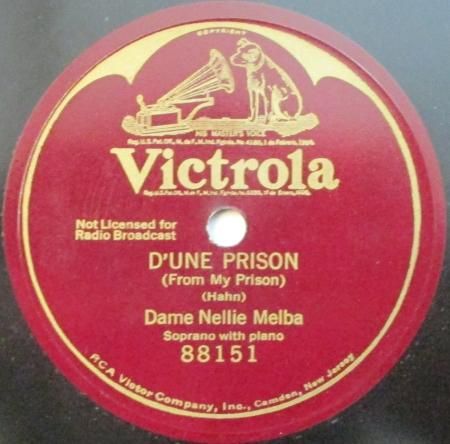 COPYRIGHT
HIS MASTER'S VOICE
Victrola
Not Licensed for
Radio Broadcast
D'UNE PRISON
(From My Prison)
(Hahn)
Dame Nellie Melba
Soprano with piano
88151
RCA Victor Company, Inc., Camden, New Jersey